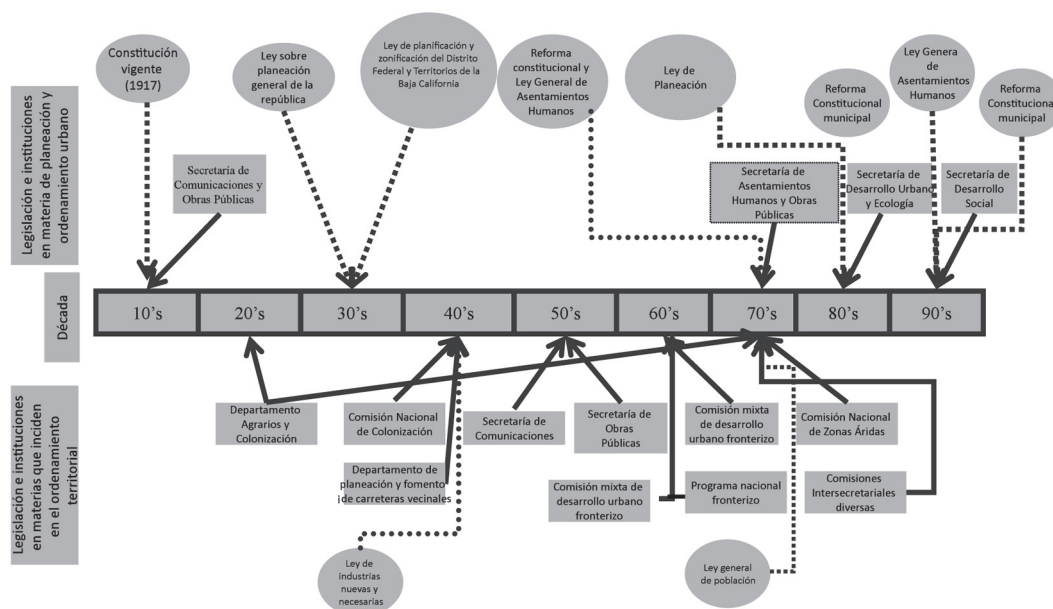 Legislación e instituciones
en materia de planeación y
ordenamiento urbano
Constitución
vigente
(1917)
Secretaría de
Comunicaciones y
Obras Públicas
Ley sobre
planeación
general de la
república
Ley de planificación y
zonificación del Distrito
Federal y Territorios de la
Baja California
Reforma
constitucional y
Ley General de
Asentamientos
Humanos
Ley de
Planeación
Reforma
Constitucional
municipal
Ley Genera
de
Asentamientos
Humanos
Reforma
Constituciona
municipal
Secretaría de
Asentamientos
Humanos y Obras
Públicas
Secretaría de
Desarrollo Urbano
y Ecología
Secretaría de
Desarrollo
Social
Década
10’s
20’s
30’s
40’s
50’s
60’s
70’s
80’s
90’s
Legislación e instituciones
en materias que inciden
en el ordenamiento
territorial
Departamento
Agrarios y
Colonización
Comisión Nacional
de Colonización
Secretaría de
Comunicaciones
Secretaría de
Obras
Públicas
Comisión mixta
de desarrollo
urbano fronterizo
Comisión Nacional
de Zonas Áridas
Departamento de
planeación y fomento
¡de carreteras vecinales
Comisión mixta de
desarrollo urbano
fronterizo
Programa nacional
fronterizo
Comisiones
Intersecretariales
diversas
Ley de
industrias
nuevas y
necesarias
Ley general
de población